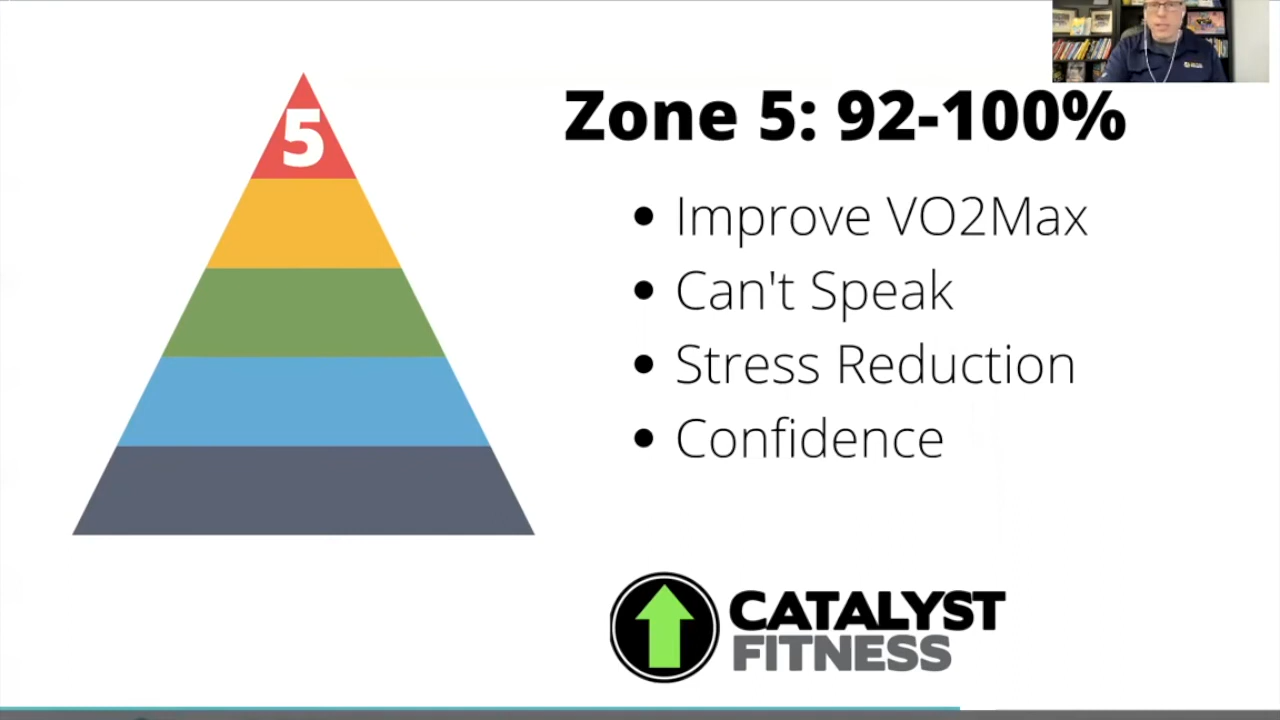 5
Zone 5: 92-100%
Improve VO2Max
Can't Speak
Stress Reduction
Confidence
CATALYST
FITNESS